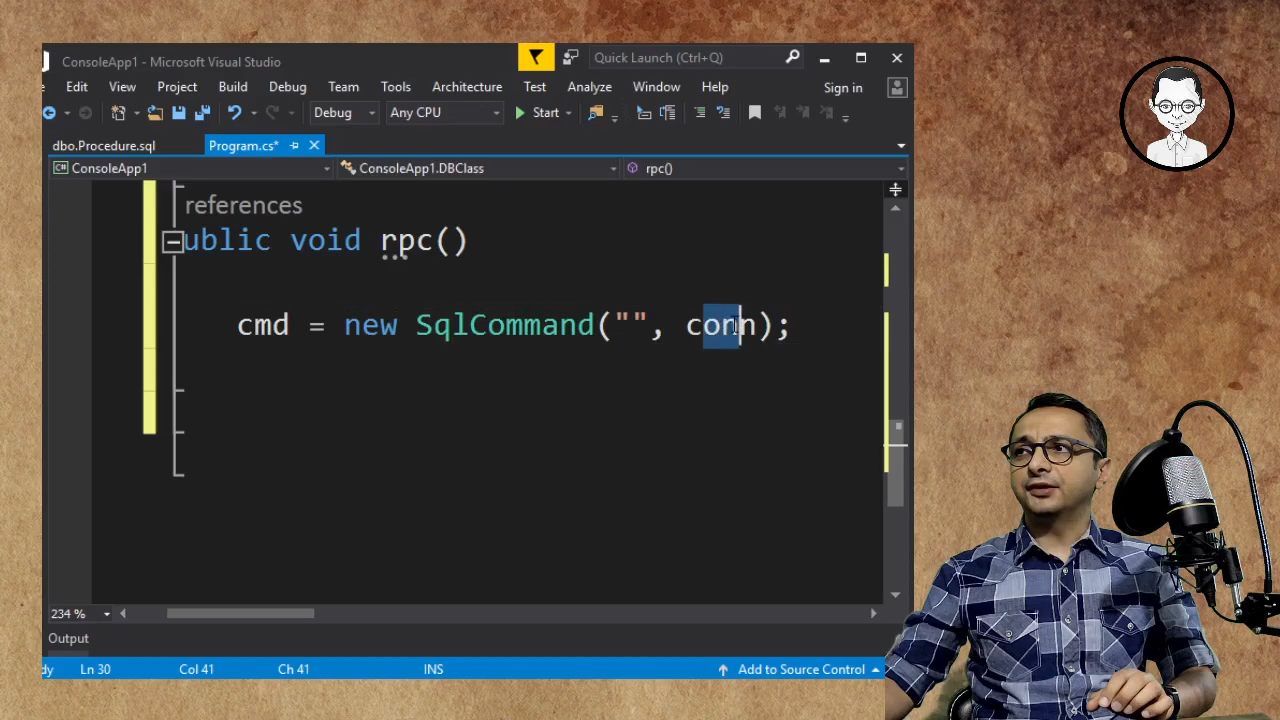 ConsoleApp1 - Microsoft Visual Studio
Quick Launch (Ctrl+Q)
Edit View Project Build Debug Team Tools Architecture Test Analyze Window Help Sign in
Debug Any CPU Start
dbo.Procedure.sql Program.cs*
ConsoleApp1 ConsoleApp1.DBClass rpc()
references
ublic void rpc()
cmd = new SqlCommand("", conn);
234 %
Output
dy Ln 30 Col 41 Ch 41 INS Add to Source Control